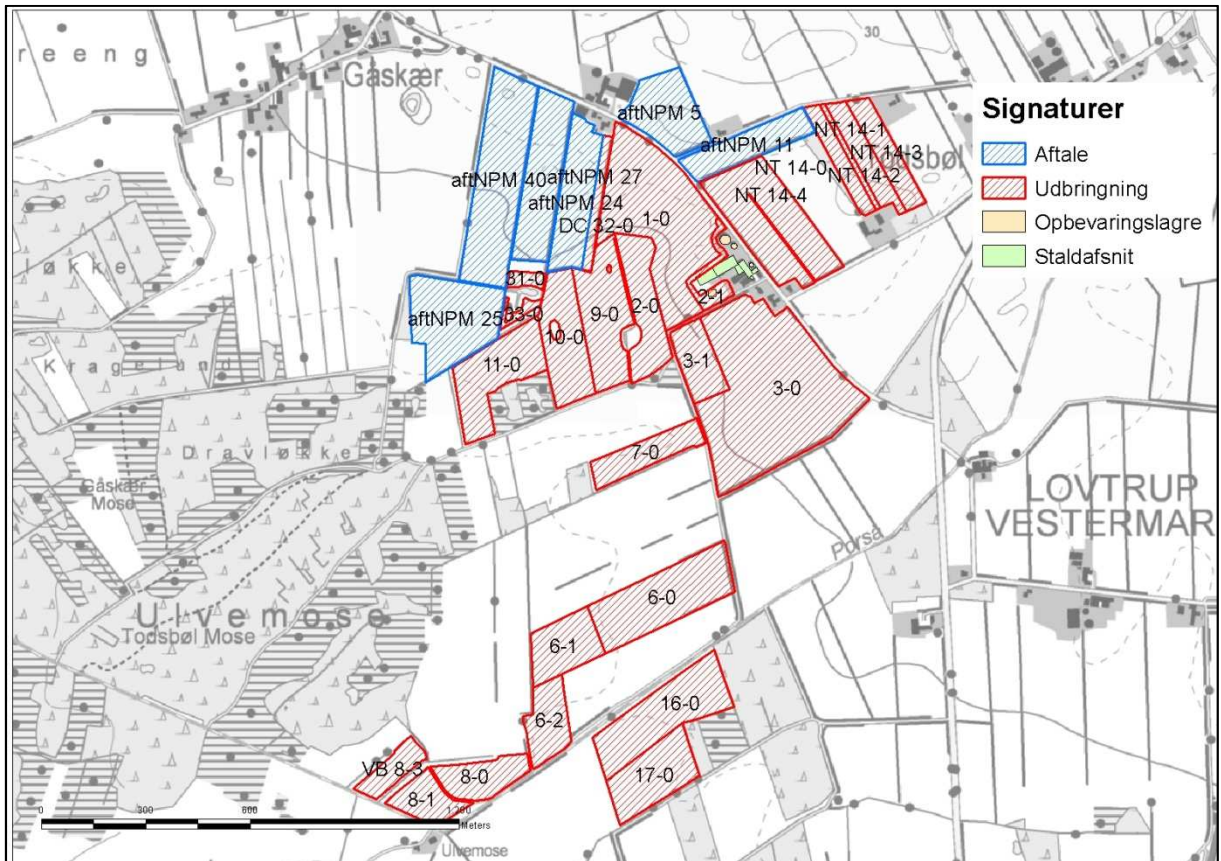 reeng
Gåskær
30
Signaturer
Aftale
Udbringning
Opbevaringslagre
Staldafsnit
aftNPM 5
aftNPM 11
NT 14-1
NT 14-3
Todsbøl
NT 14-0
NT 14-2
NT 14-4
aftNPM 40
aftNPM 27
aftNPM 24
DC 32-0
1-0
løkke
31-0
2-1
33-0
aftNPM 25
10-0
9-0
2-0
Kragelund
11-0
3-1
3-0
Dravløkke
7-0
Gåskær
Mose
LOVTRUP
VESTERMAR
Porså
Ulvemose
Todsbøl Mose
6-0
6-1
6-2
16-0
17-0
VB 8-3
8-0
8-1
0 300 600 1.200
Meters
Ulvemose